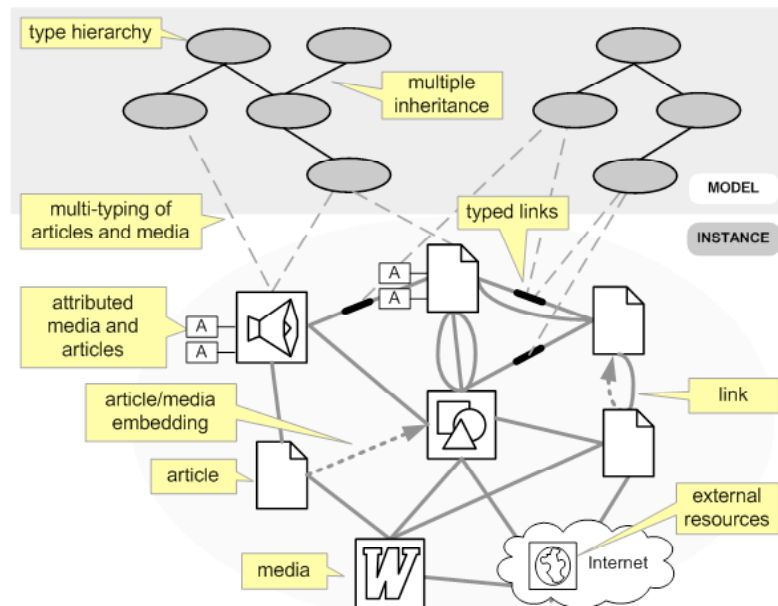 type hierarchy
multiple
inheritance
MODEL
multi-typing of
articles and media
typed links
INSTANCE
A
A
attributed
media and
articles
A
A
article/media
embedding
link
article
external
resources
media
W
Internet